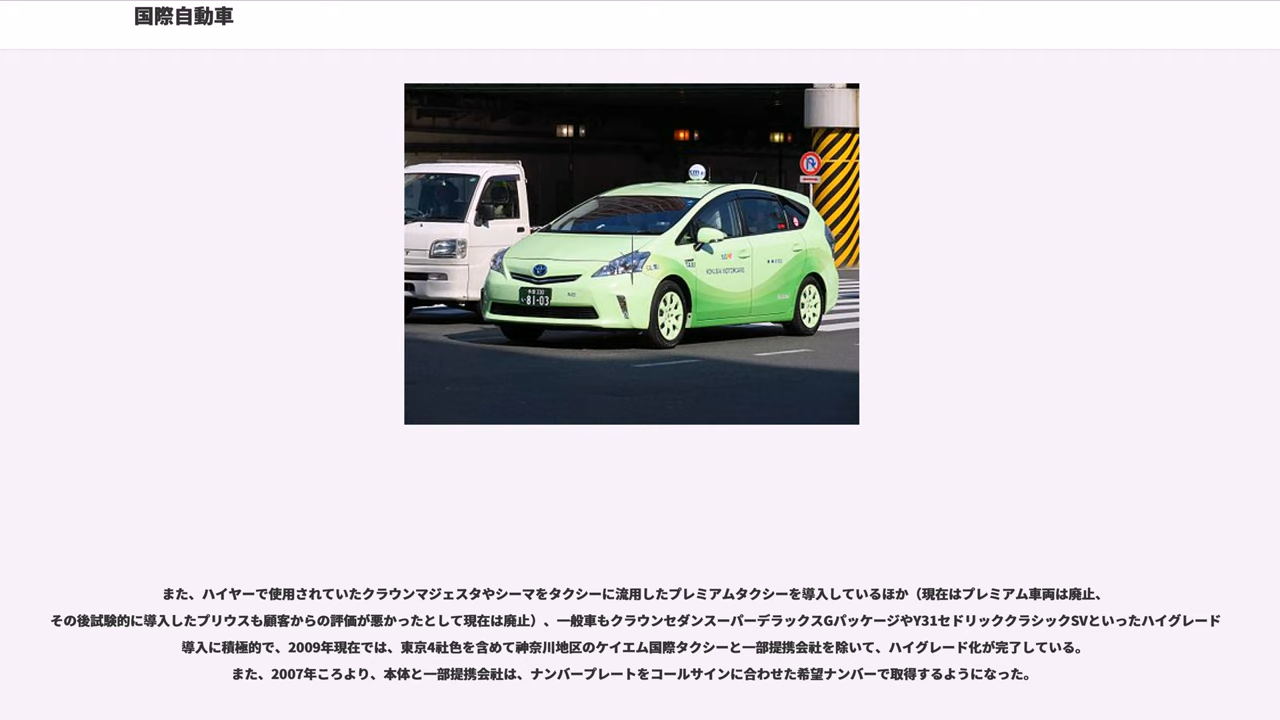 国際自動車
km
81-03
KOKUSAI MOTORCARS
また、ハイヤーで使用されていたクラウンマジェスタやシーマをタクシーに流用したプレミアムタクシーを導入しているほか（現在はプレミアム車両は廃止、
その後試験的に導入したプリウスも顧客からの評価が悪かったとして現在は廃止）、一般車もクラウンセダンスーパーデラックスGパッケージやY31セドリッククラシックSVといったハイグレード
導入に積極的で、2009年現在では、東京4社色を含めて神奈川地区のケイエム国際タクシーと一部提携会社を除いて、ハイグレード化が完了している。
また、2007年ころより、本体と一部提携会社は、ナンバープレートをコールサインに合わせた希望ナンバーで取得するようになった。